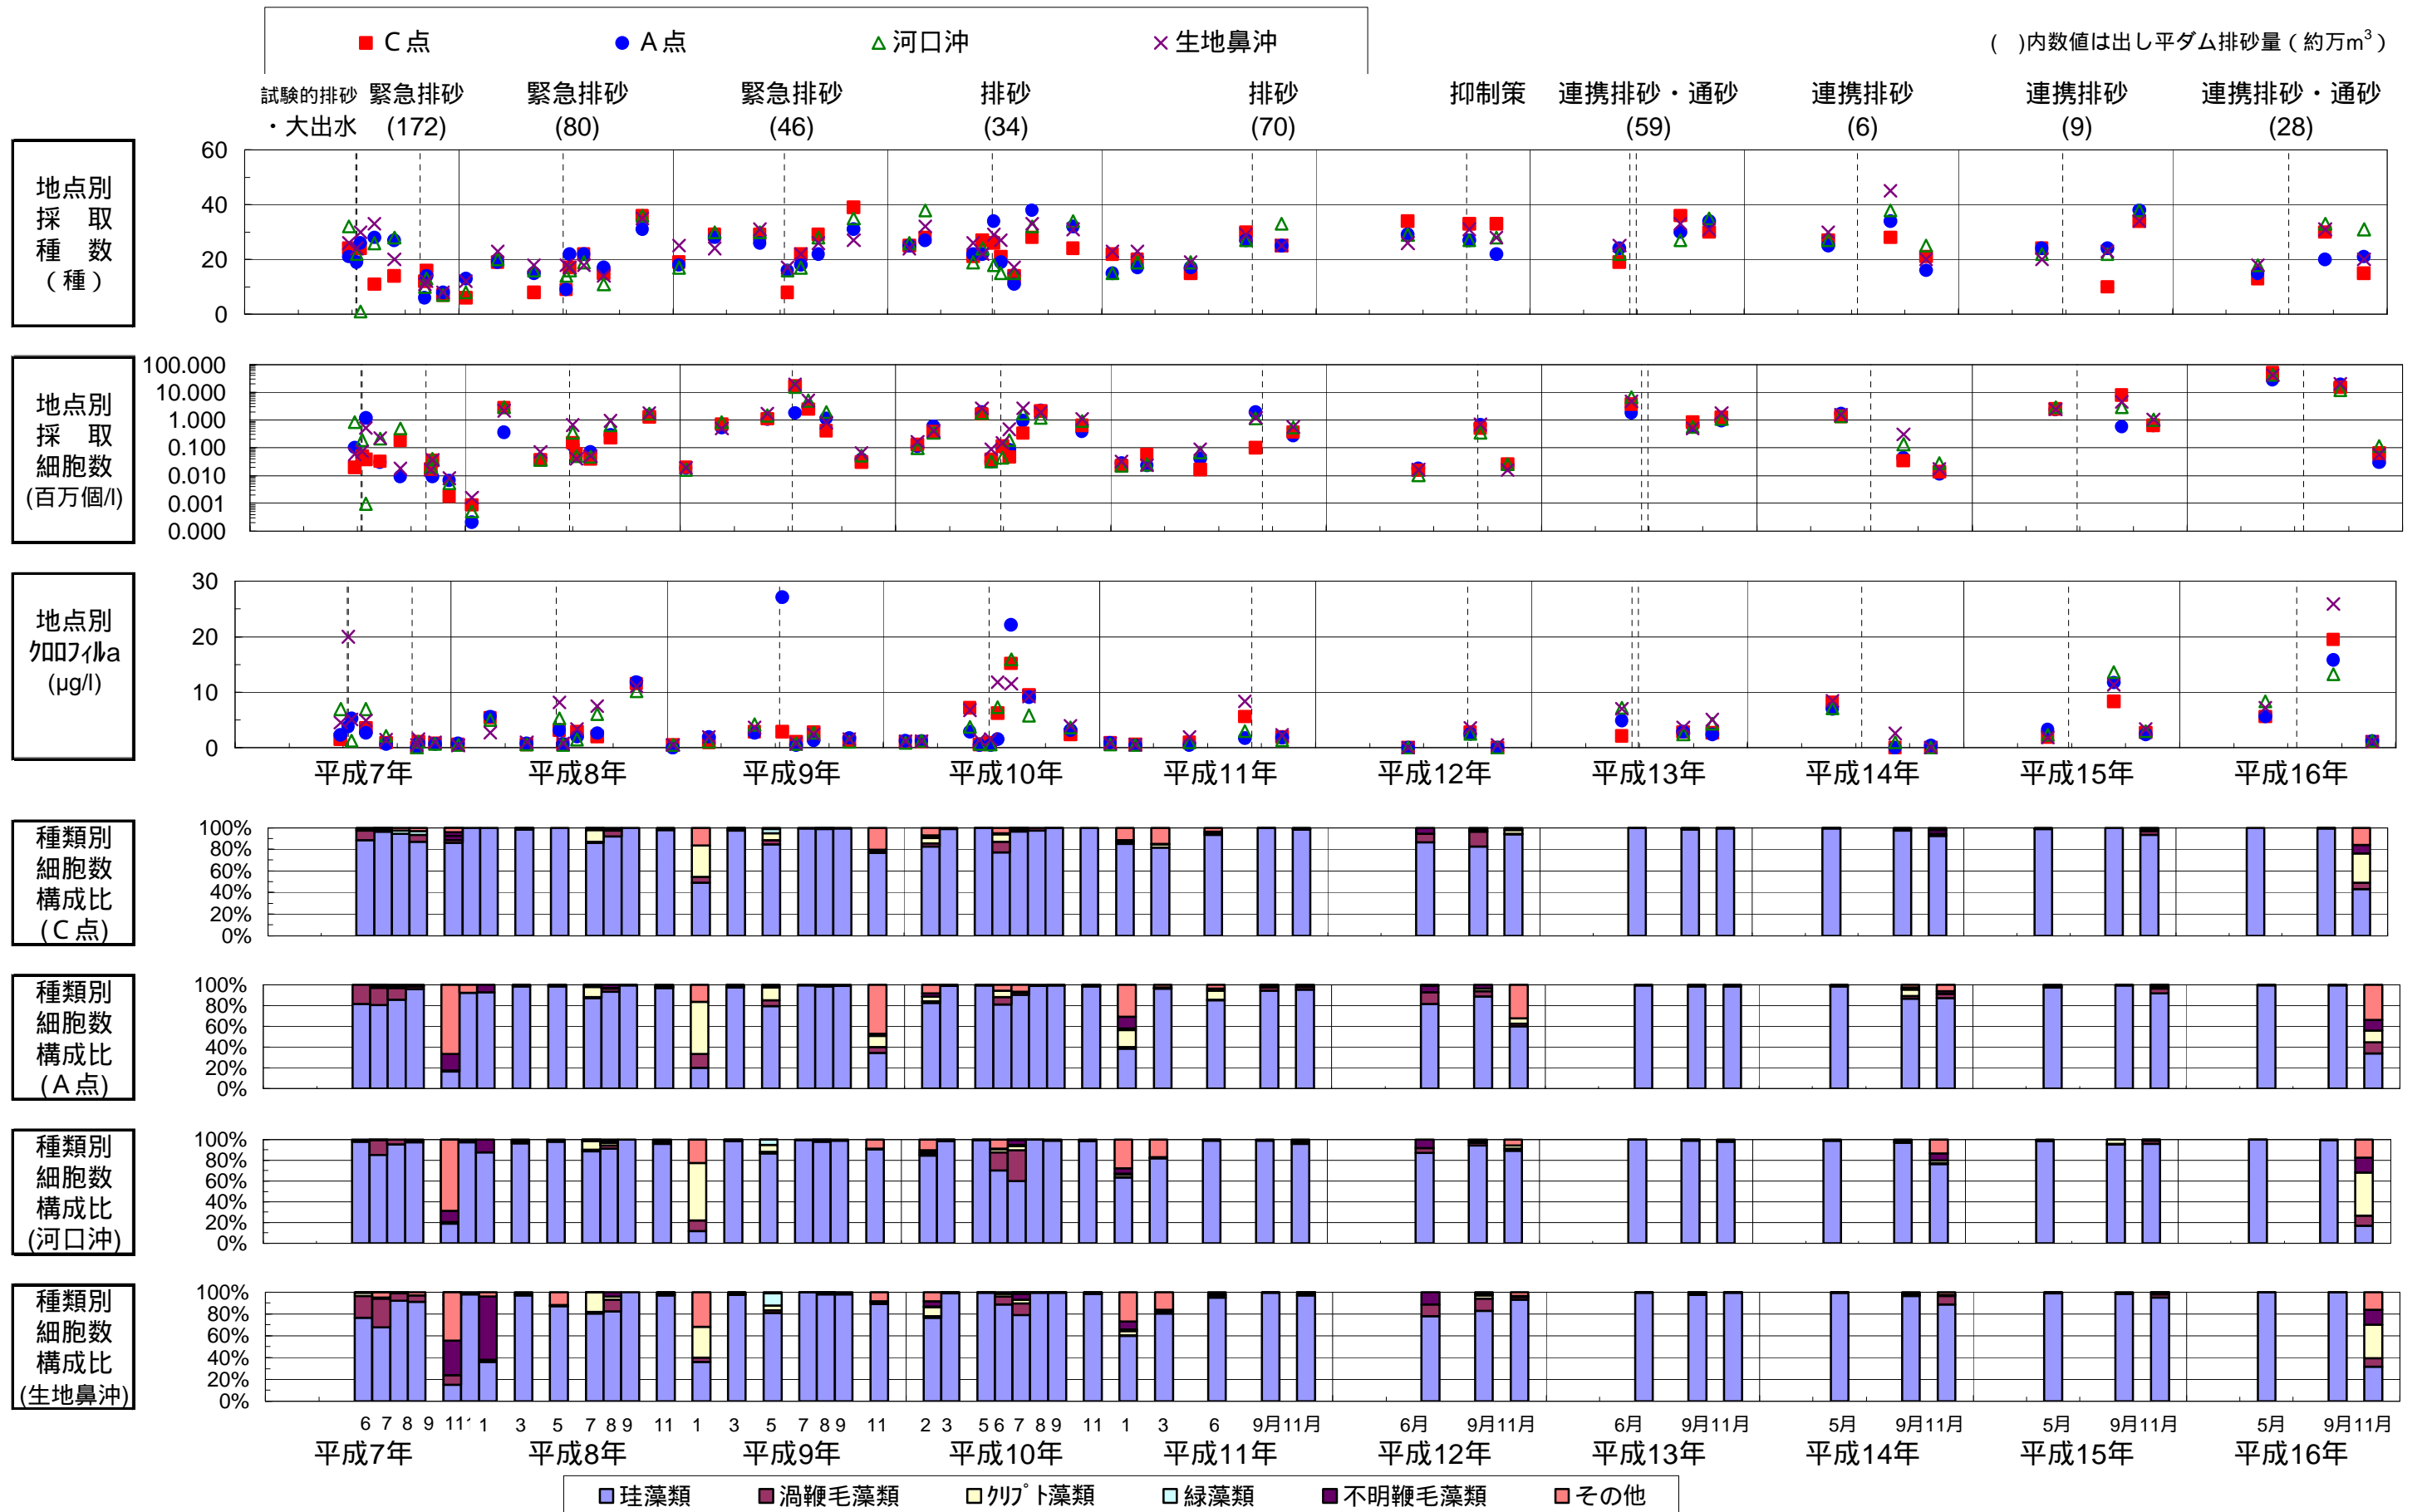 C点 A点 河口沖 生地鼻沖
( )内数値は出し平ダム排砂量(約万m³)
試験的排砂 緊急排砂 緊急排砂 緊急排砂 排砂 排砂 抑制策 連携排砂・通砂 連携排砂 連携排砂 連携排砂・通砂
・大出水 (172) (80) (46) (34) (70) (59) (6) (9) (28)
地点別
採取
種数
(種)
60
40
20
0
地点別
採取
細胞数
(百万個/l)
100.000
10.000
1.000
0.100
0.010
0.001
0.000
地点別
クロロフィルa
(μg/l)
30
20
10
0
平成7年 平成8年 平成9年 平成10年 平成11年 平成12年 平成13年 平成14年 平成15年 平成16年
種類別
細胞数
構成比
(C点)
100%
80%
60%
40%
20%
0%
種類別
細胞数
構成比
(A点)
100%
80%
60%
40%
20%
0%
種類別
細胞数
構成比
(河口沖)
100%
80%
60%
40%
20%
0%
種類別
細胞数
構成比
(生地鼻沖)
100%
80%
60%
40%
20%
0%
6 7 8 9 11 1 3 5 7 8 9 11 1 3 5 7 8 9 11 2 3 5 6 7 8 9 11 1 3 6 9月 11月 6月 9月 11月 6月 9月 11月 5月 9月 11月 5月 9月 11月 5月 9月 11月
平成7年 平成8年 平成9年 平成10年 平成11年 平成12年 平成13年 平成14年 平成15年 平成16年
珪藻類 渦鞭毛藻類 クリプト藻類 緑藻類 不明鞭毛藻類 その他